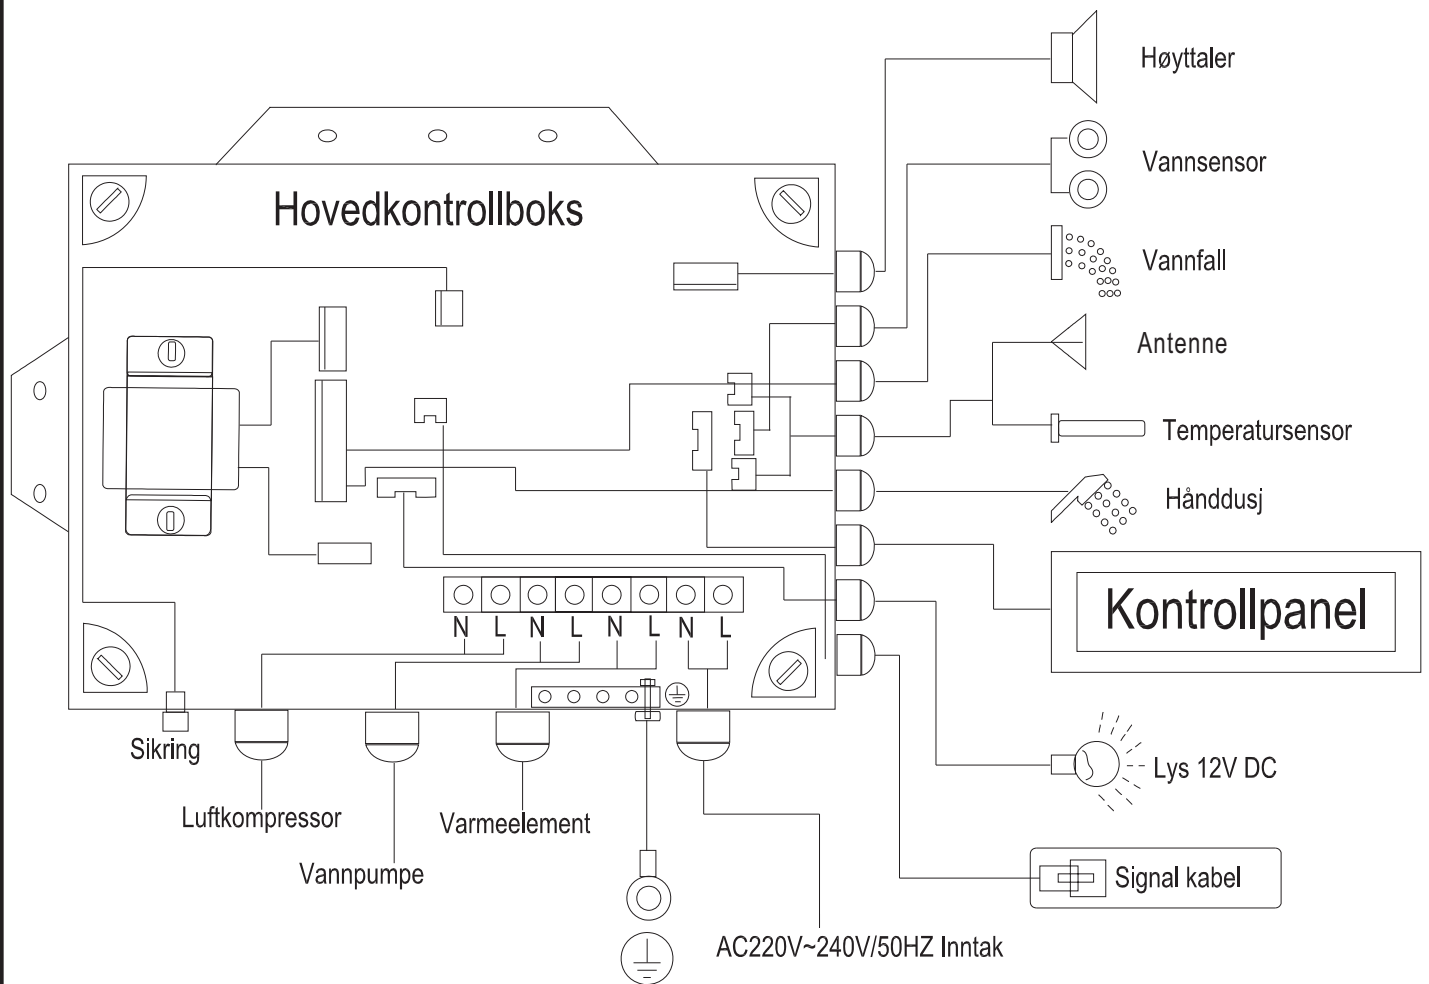 Høyttaler
Vannsensor
Hovedkontrollboks
Vannfall
Antenne
Temperatursensor
Hånddusj
Kontrollpanel
N L N L N L N L
Sikring
Lys 12V DC
Luftkompressor
Varmeelement
Vannpumpe
Signal kabel
AC220V~240V/50HZ Inntak